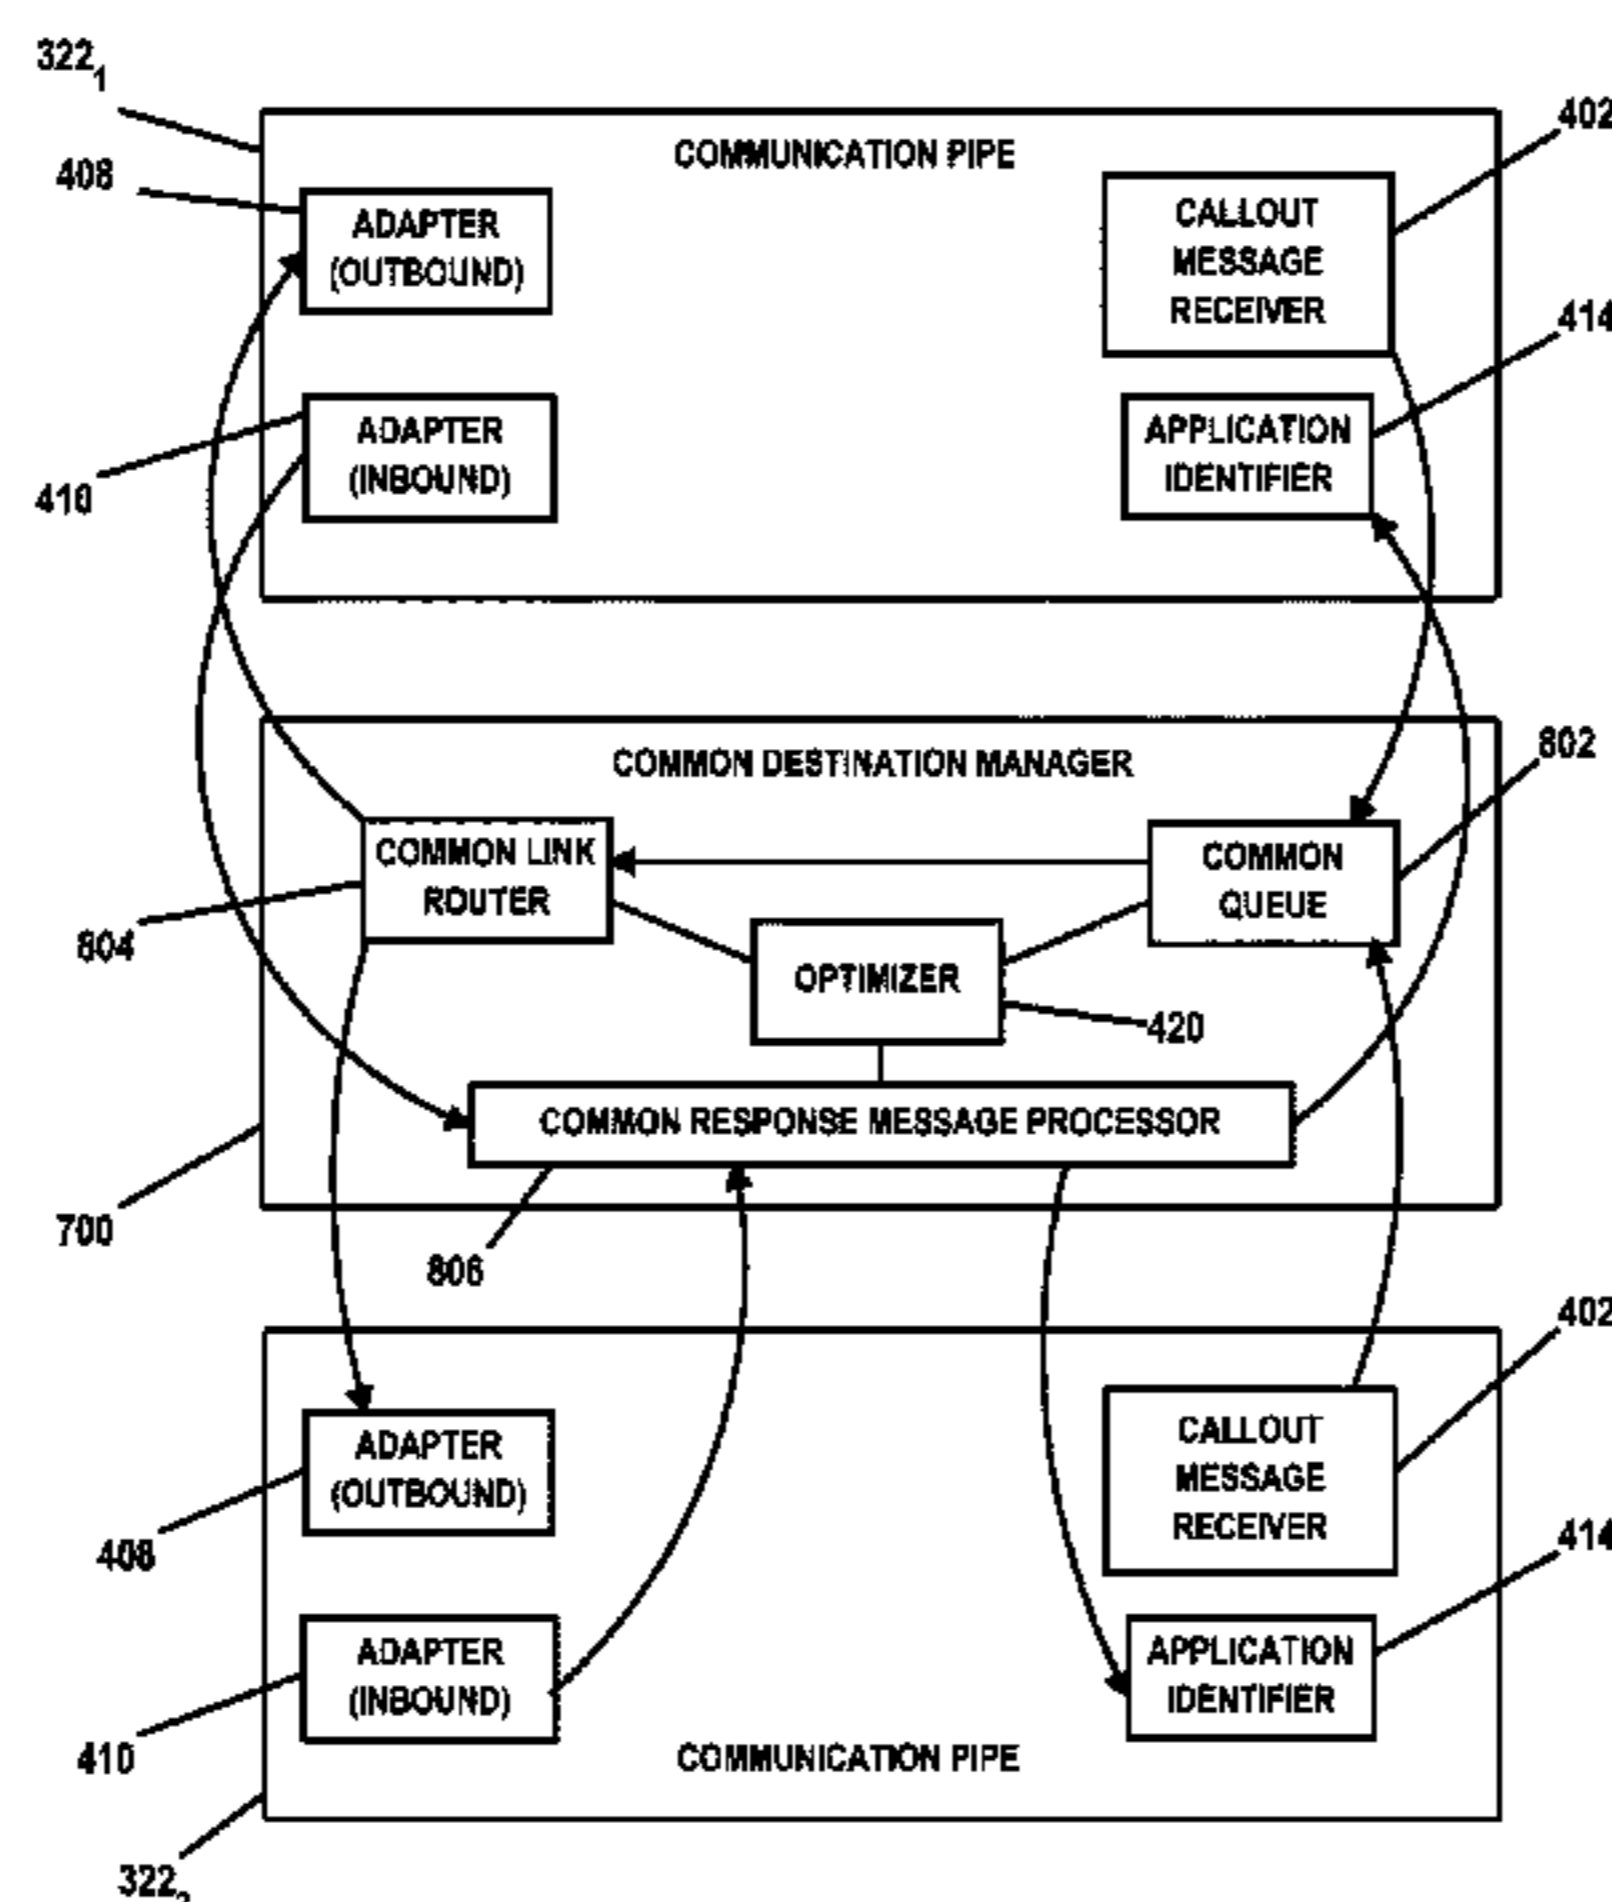 322₁
COMMUNICATION PIPE
402
408
ADAPTER
(OUTBOUND)
CALLOUT
MESSAGE
RECEIVER
414
410
ADAPTER
(INBOUND)
APPLICATION
IDENTIFIER
COMMON DESTINATION MANAGER
802
COMMON LINK
ROUTER
COMMON
QUEUE
804
OPTIMIZER
420
COMMON RESPONSE MESSAGE PROCESSOR
700
806
402
ADAPTER
(OUTBOUND)
CALLOUT
MESSAGE
RECEIVER
408
414
ADAPTER
(INBOUND)
APPLICATION
IDENTIFIER
410
COMMUNICATION PIPE
322₂